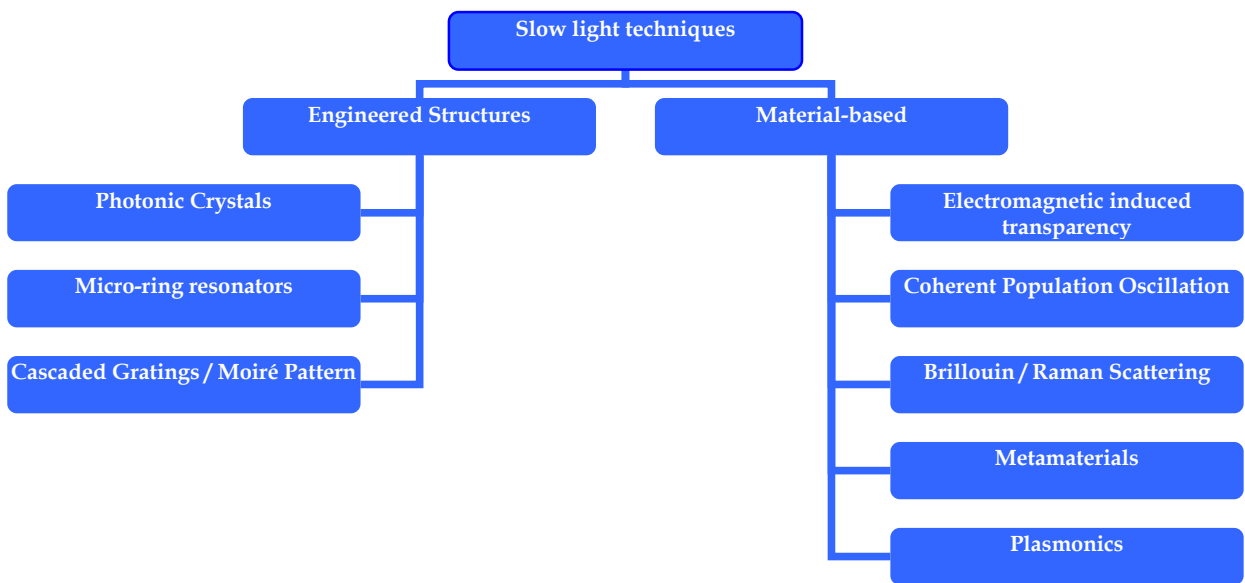 Slow light techniques
Engineered Structures
Material-based
Photonic Crystals
Micro-ring resonators
Cascaded Gratings / Moiré Pattern
Electromagnetic induced
transparency
Coherent Population Oscillation
Brillouin / Raman Scattering
Metamaterials
Plasmonics